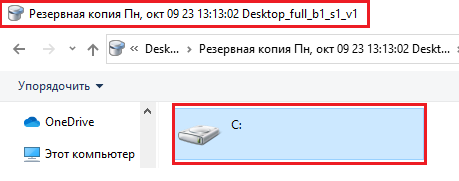 Резервная копия Пн, окт 09 23 13:13:02 Desktop_full_b1_s1_v1
Desk... Резервная копия Пн, окт 09 23 13:13:02 Deskt...
Упорядочить
OneDrive
C:
Этот компьютер